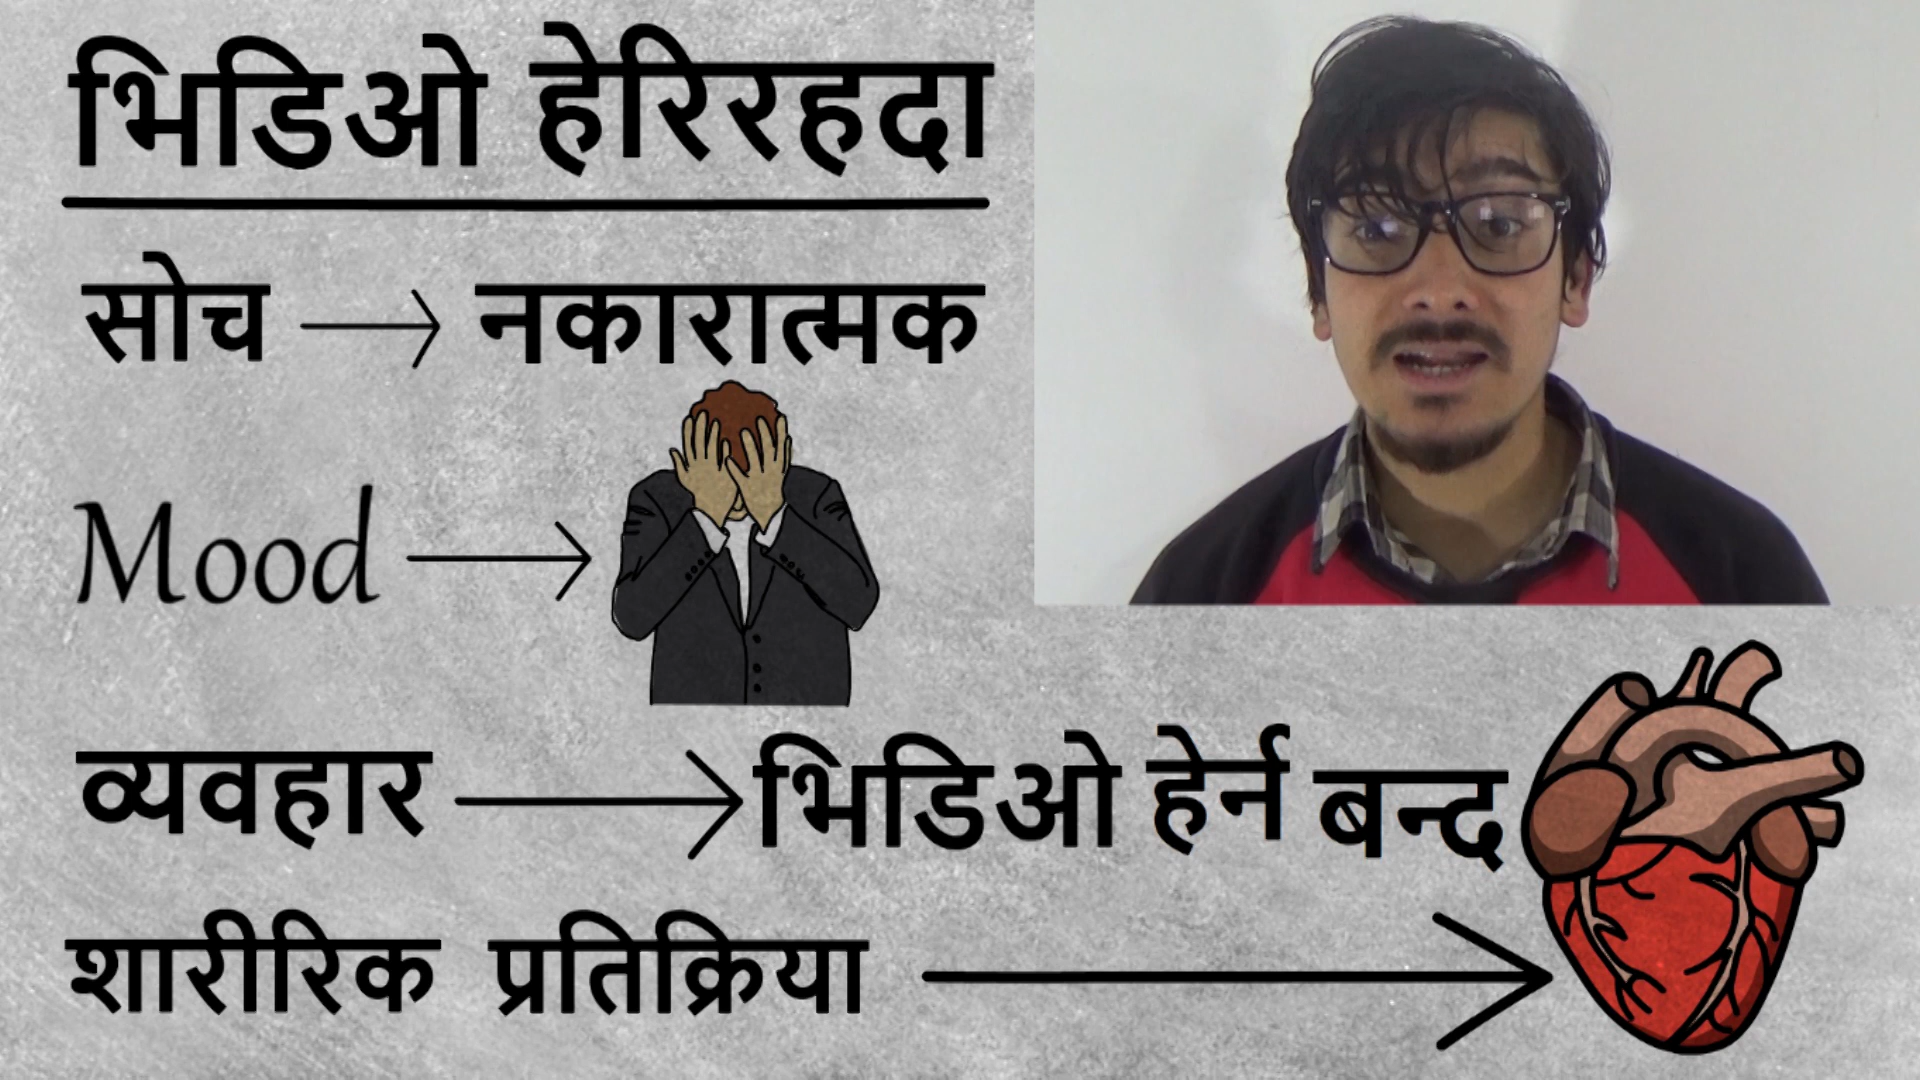 भिडिओ हेरिरहदा
सोच → नकारात्मक
Mood →
व्यवहार → भिडिओ हेर्न बन्द
शारीरिक प्रतिक्रिया →